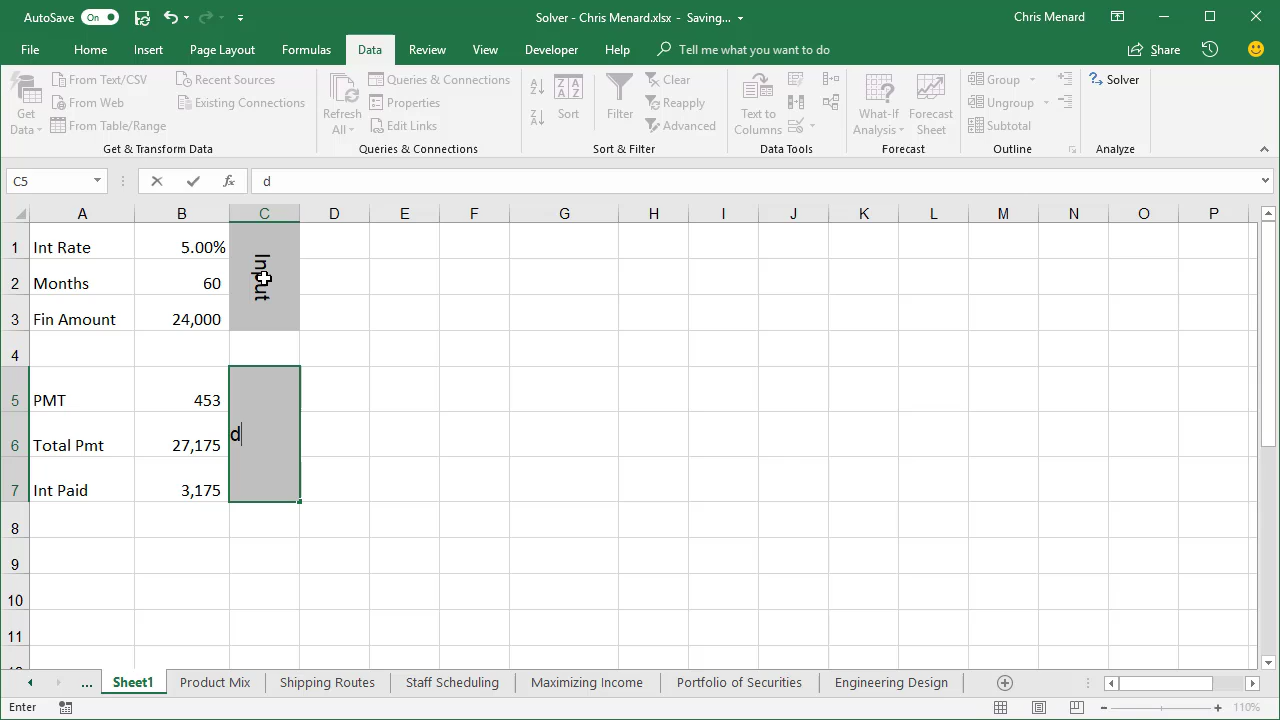 AutoSave On Solver - Chris Menard.xlsx - Saving... Chris Menard
File Home Insert Page Layout Formulas Data Review View Developer Help Tell me what you want to do Share
Get Data
From Text/CSV
From Web
From Table/Range
Recent Sources
Existing Connections
Get & Transform Data
Refresh All
Queries & Connections
Properties
Edit Links
Queries & Connections
Sort
Filter
Clear
Reapply
Advanced
Sort & Filter
Text to Columns
Data Tools
What-If Analysis
Forecast Sheet
Forecast
Group
Ungroup
Subtotal
Outline
Solver
Analyze
C5 fx d
A B C D E F G H I J K L M N O P
1 Int Rate 5.00%
2 Months 60
3 Fin Amount 24,000
Input
4
5 PMT 453
6 Total Pmt 27,175 d
7 Int Paid 3,175
8
9
10
11
... Sheet1 Product Mix Shipping Routes Staff Scheduling Maximizing Income Portfolio of Securities Engineering Design
Enter 110%